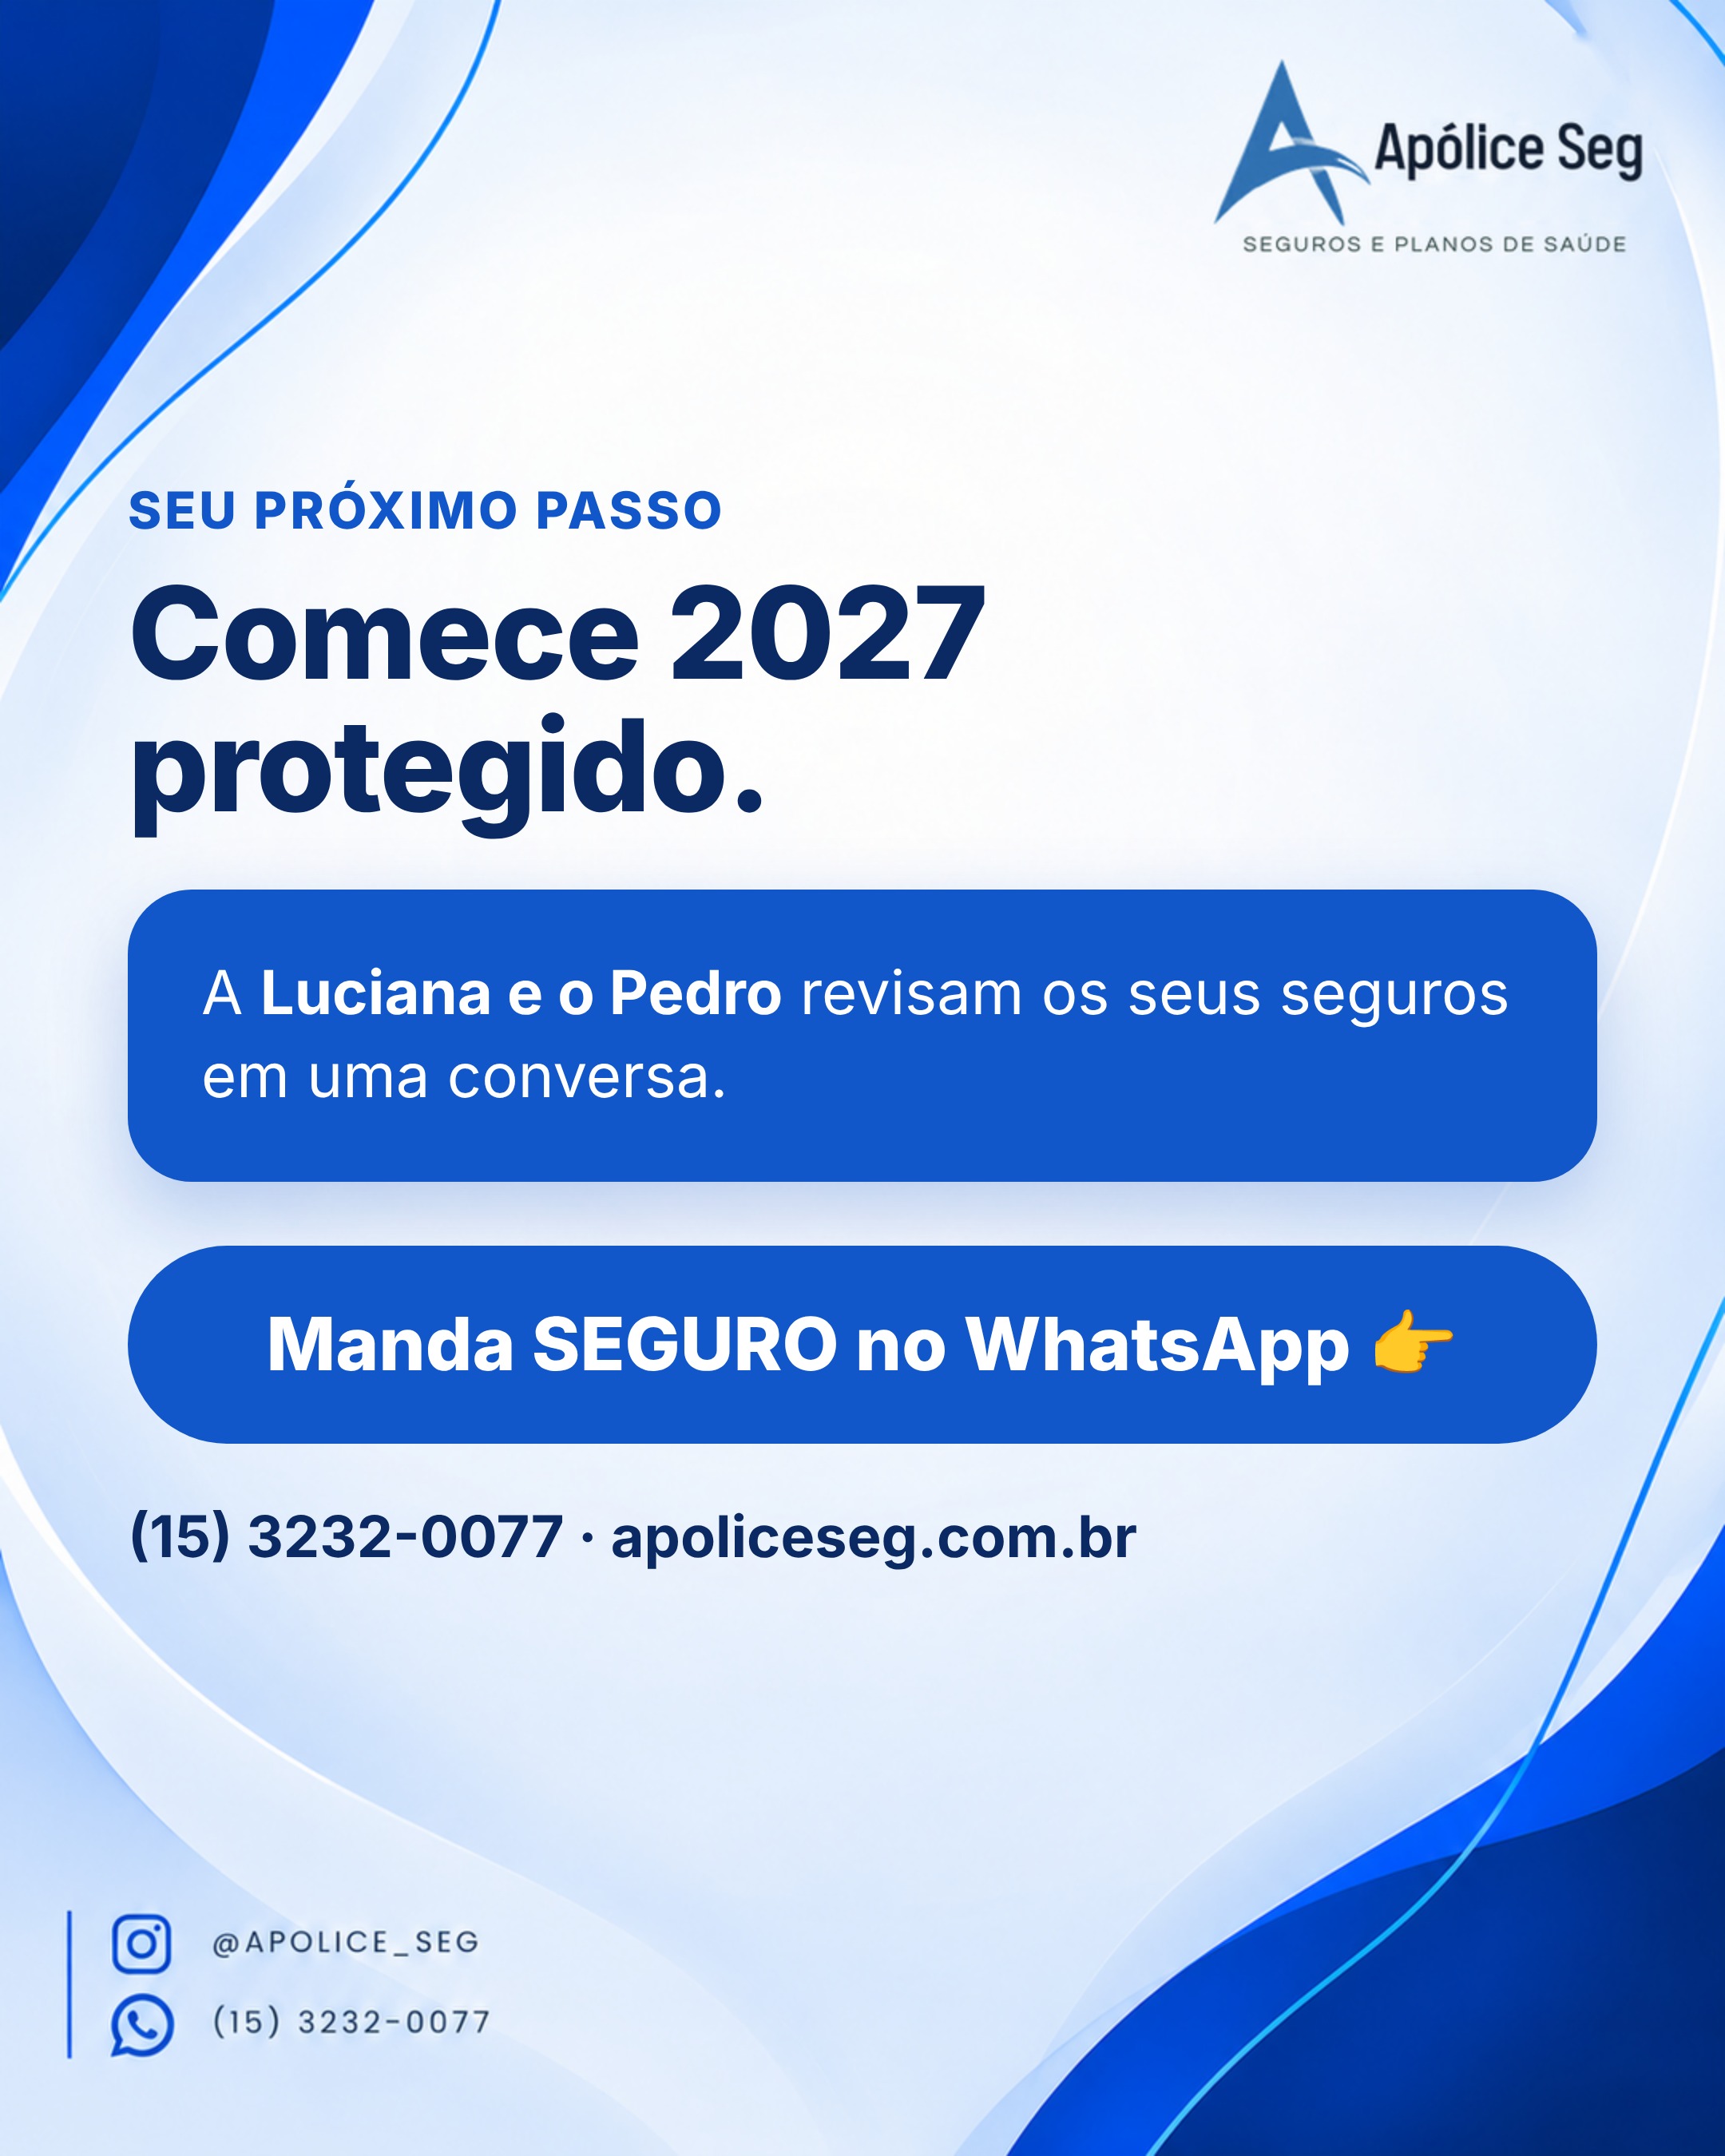 Apólice Seg
SEGUROS E PLANOS DE SAÚDE
SEU PRÓXIMO PASSO
Comece 2027
protegido.
A Luciana e o Pedro revisam os seus seguros
em uma conversa.
Manda SEGURO no WhatsApp 👉
(15) 3232-0077 · apoliceseg.com.br
@APOLICE_SEG
(15) 3232-0077